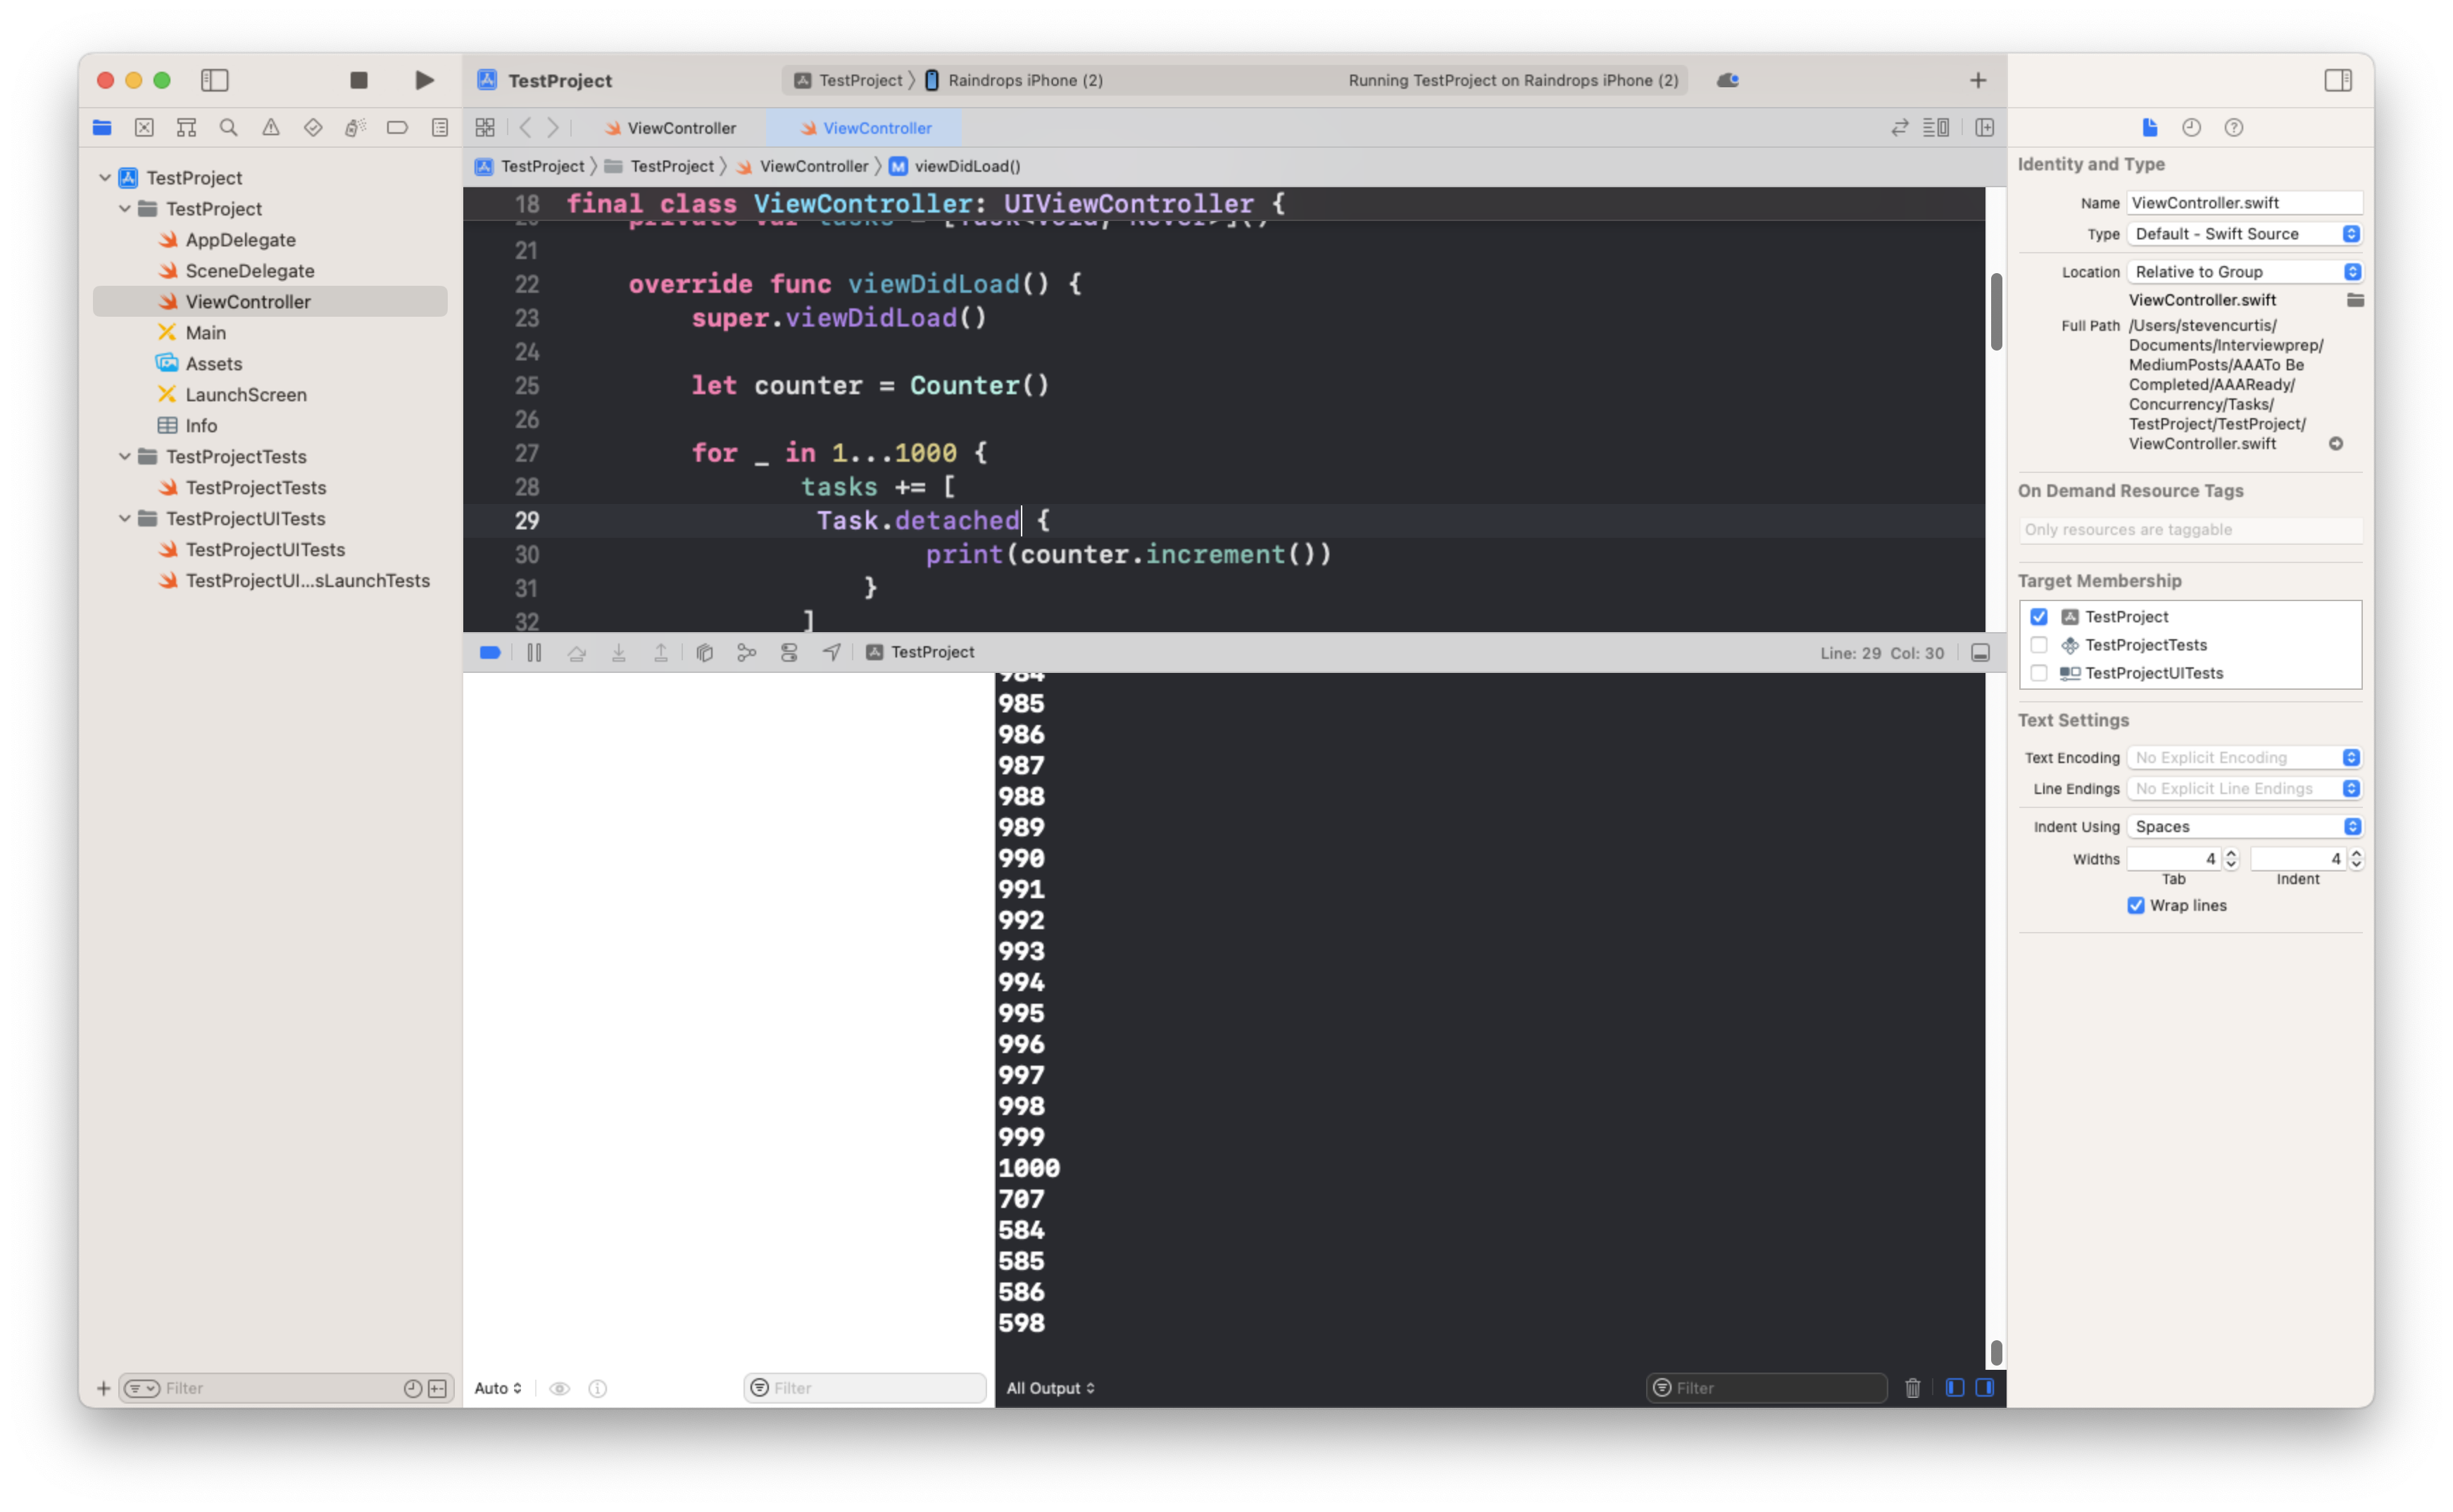 TestProject
TestProject
Raindrops iPhone (2)
Running TestProject on Raindrops iPhone (2)
ViewController
ViewController
TestProject
TestProject
ViewController
M
viewDidLoad()
TestProject
TestProject
AppDelegate
SceneDelegate
ViewController
Main
Assets
LaunchScreen
Info
TestProjectTests
TestProjectTests
TestProjectUITests
TestProjectUITests
TestProjectUI...sLaunchTests
Filter
18 final class ViewController: UIViewController {
20 private var tasks = [Task<Void, Never>]()
21
22 override func viewDidLoad() {
23 super.viewDidLoad()
24
25 let counter = Counter()
26
27 for _ in 1...1000 {
28 tasks += [
29 Task.detached {
30 print(counter.increment())
31 }
32 ]
TestProject
Line: 29 Col: 30
984
985
986
987
988
989
990
991
992
993
994
995
996
997
998
999
1000
707
584
585
586
598
Auto
Filter
All Output
Filter
Identity and Type
Name ViewController.swift
Type Default - Swift Source
Location Relative to Group
ViewController.swift
Full Path /Users/stevencurtis/
Documents/Interviewprep/
MediumPosts/AAATo Be
Completed/AAAReady/
Concurrency/Tasks/
TestProject/TestProject/
ViewController.swift
On Demand Resource Tags
Only resources are taggable
Target Membership
TestProject
TestProjectTests
TestProjectUITests
Text Settings
Text Encoding No Explicit Encoding
Line Endings No Explicit Line Endings
Indent Using Spaces
Widths 4 4
Tab Indent
Wrap lines